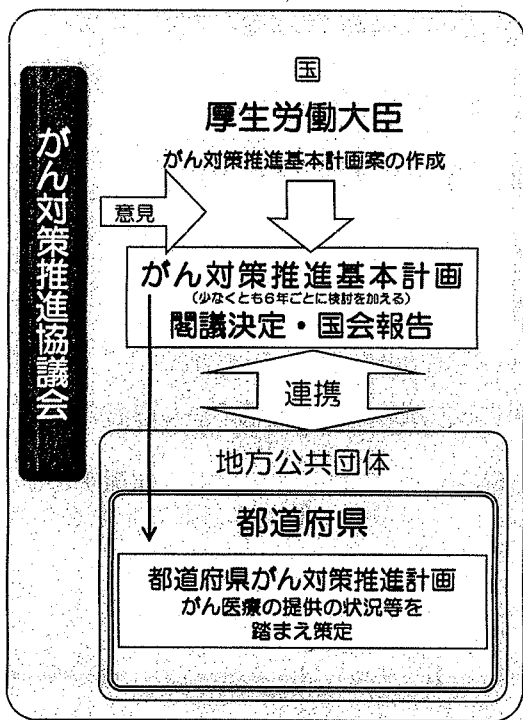 がん対策推進協議会
国
厚生労働大臣
がん対策推進基本計画案の作成
意見
がん対策推進基本計画
(少なくとも6年ごとに検討を加える)
閣議決定・国会報告
連携
地方公共団体
都道府県
都道府県がん対策推進計画
がん医療の提供の状況等を
踏まえ策定